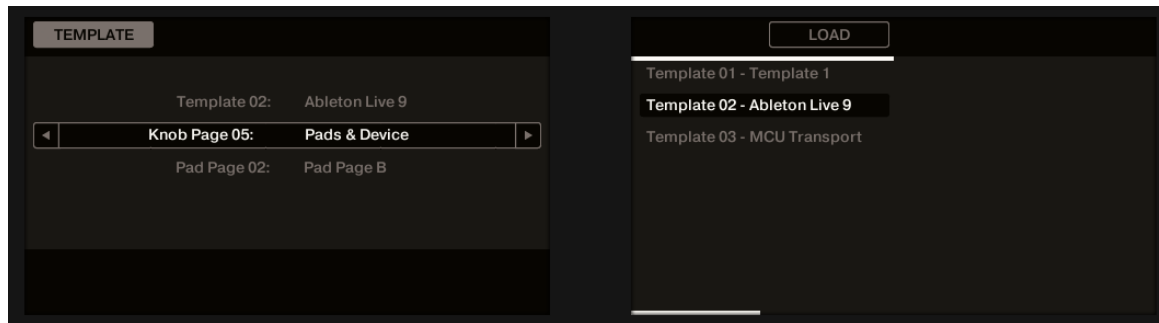 TEMPLATE
Template 02: Ableton Live 9
Knob Page 05: Pads & Device
Pad Page 02: Pad Page B
LOAD
Template 01 - Template 1
Template 02 - Ableton Live 9
Template 03 - MCU Transport